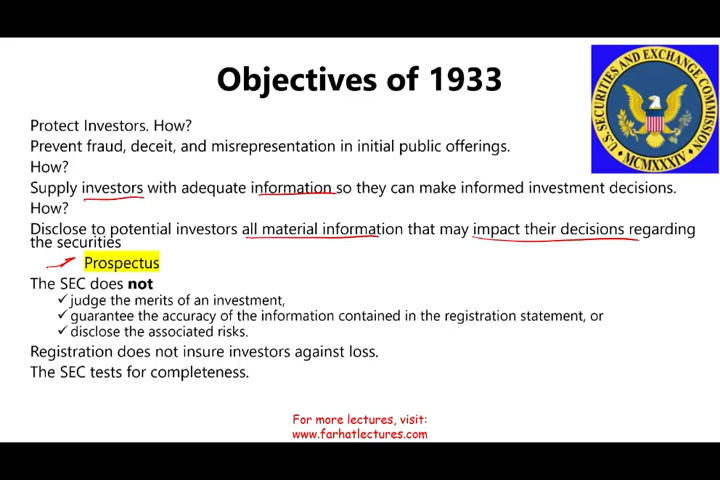 Objectives of 1933
U.S. SECURITIES AND EXCHANGE COMMISSION
MCMXXXIV
Protect Investors. How?
Prevent fraud, deceit, and misrepresentation in initial public offerings.
How?
Supply investors with adequate information so they can make informed investment decisions.
How?
Disclose to potential investors all material information that may impact their decisions regarding
the securities
Prospectus
The SEC does not
✓judge the merits of an investment,
✓guarantee the accuracy of the information contained in the registration statement, or
✓disclose the associated risks.
Registration does not insure investors against loss.
The SEC tests for completeness.
For more lectures, visit:
www.farhatlectures.com